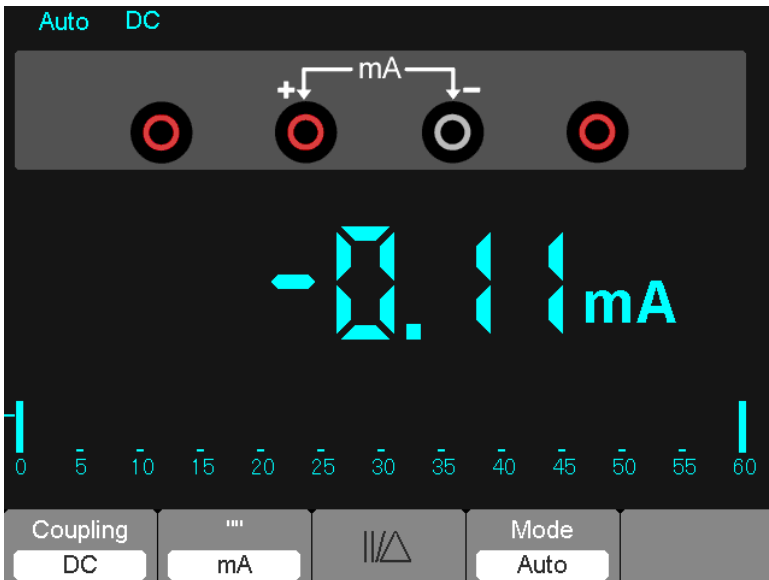 Auto DC
mA
+ -
-0.11 mA
0 5 10 15 20 25 30 35 40 45 50 55 60
Coupling "" Mode
DC mA ||/△ Auto